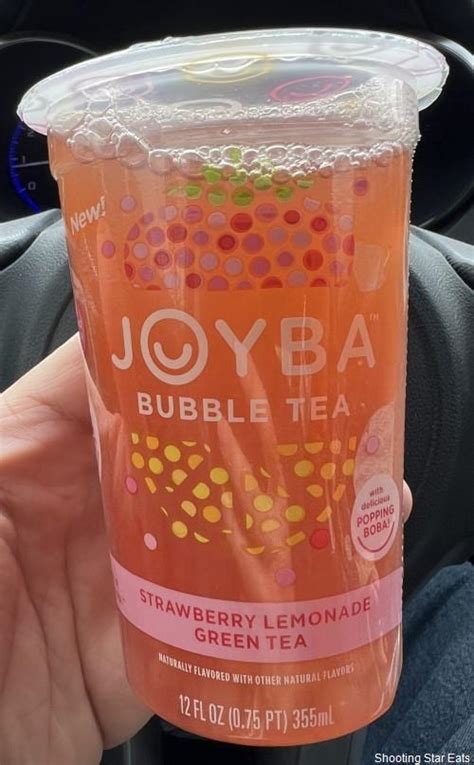 New!
JOYBA™
BUBBLE TEA
with
delicious
POPPING
BOBA!
STRAWBERRY LEMONADE
GREEN TEA
NATURALLY FLAVORED WITH OTHER NATURAL FLAVORS
12 FL OZ (0.75 PT) 355mL
Shooting Star Eats